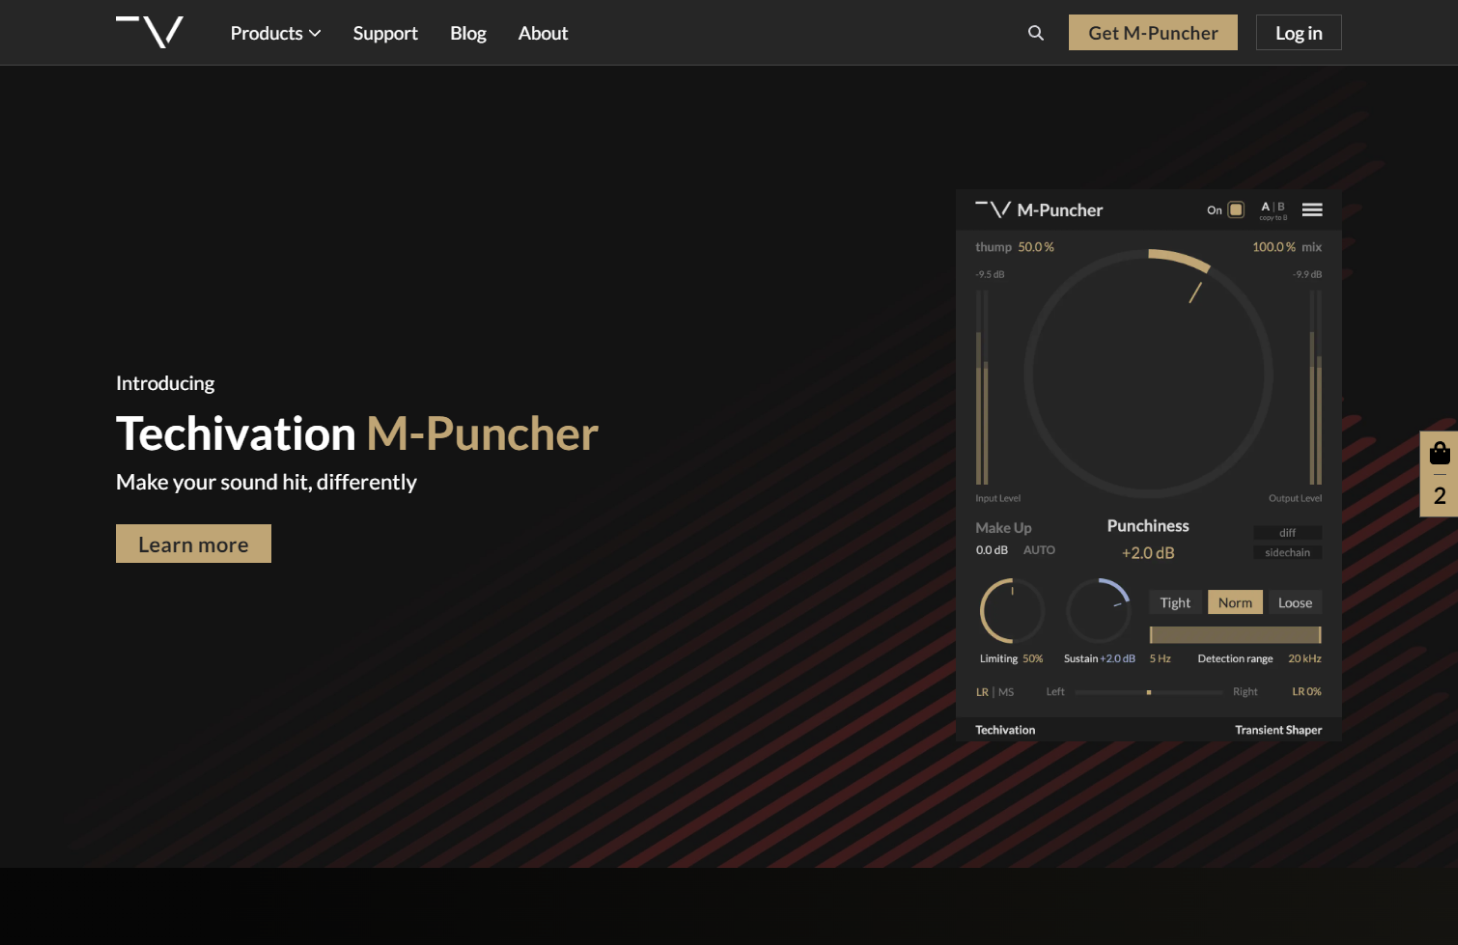 Products Support Blog About Get M-Puncher Log in
M-Puncher On A | B
copy to B
thump 50.0 % 100.0 % mix
-9.5 dB -9.9 dB
Introducing
Techivation M-Puncher
Make your sound hit, differently
Learn more
2
Input Level Output Level
Make Up Punchiness diff
0.0 dB AUTO +2.0 dB sidechain
Tight Norm Loose
Limiting 50% Sustain +2.0 dB 5 Hz Detection range 20 kHz
LR | MS Left Right LR 0%
Techivation Transient Shaper